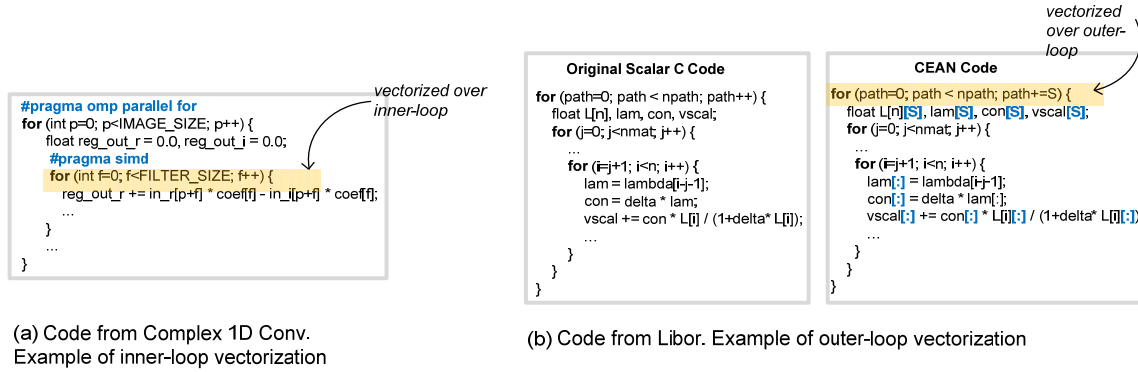 #pragma omp parallel for
for (int p=0; p<IMAGE_SIZE; p++) {
float reg_out_r = 0.0, reg_out_i = 0.0;
#pragma simd
for (int f=0; f<FILTER_SIZE; f++) {
reg_out_r += in_r[p+f] * coef[f] - in_i[p+f] * coef[f];
...
}
...
}
vectorized over
inner-loop
(a) Code from Complex 1D Conv.
Example of inner-loop vectorization
Original Scalar C Code
for (path=0; path < npath; path++) {
float L[n], lam, con, vscal;
for (j=0; j<nmat; j++) {
...
for (i=j+1; i<n; i++) {
lam = lambda[i-j-1];
con = delta * lam;
vscal += con * L[i] / (1+delta* L[i]);
...
}
}
}
vectorized
over outer-
loop
CEAN Code
for (path=0; path < npath; path+=S) {
float L[n][S], lam[S], con[S], vscal[S];
for (j=0; j<nmat; j++) {
...
for (i=j+1; i<n; i++) {
lam[:] = lambda[i-j-1];
con[:] = delta * lam[:];
vscal[:] += con[:] * L[i][:] / (1+delta* L[i][:])
...
}
}
}
(b) Code from Libor. Example of outer-loop vectorization